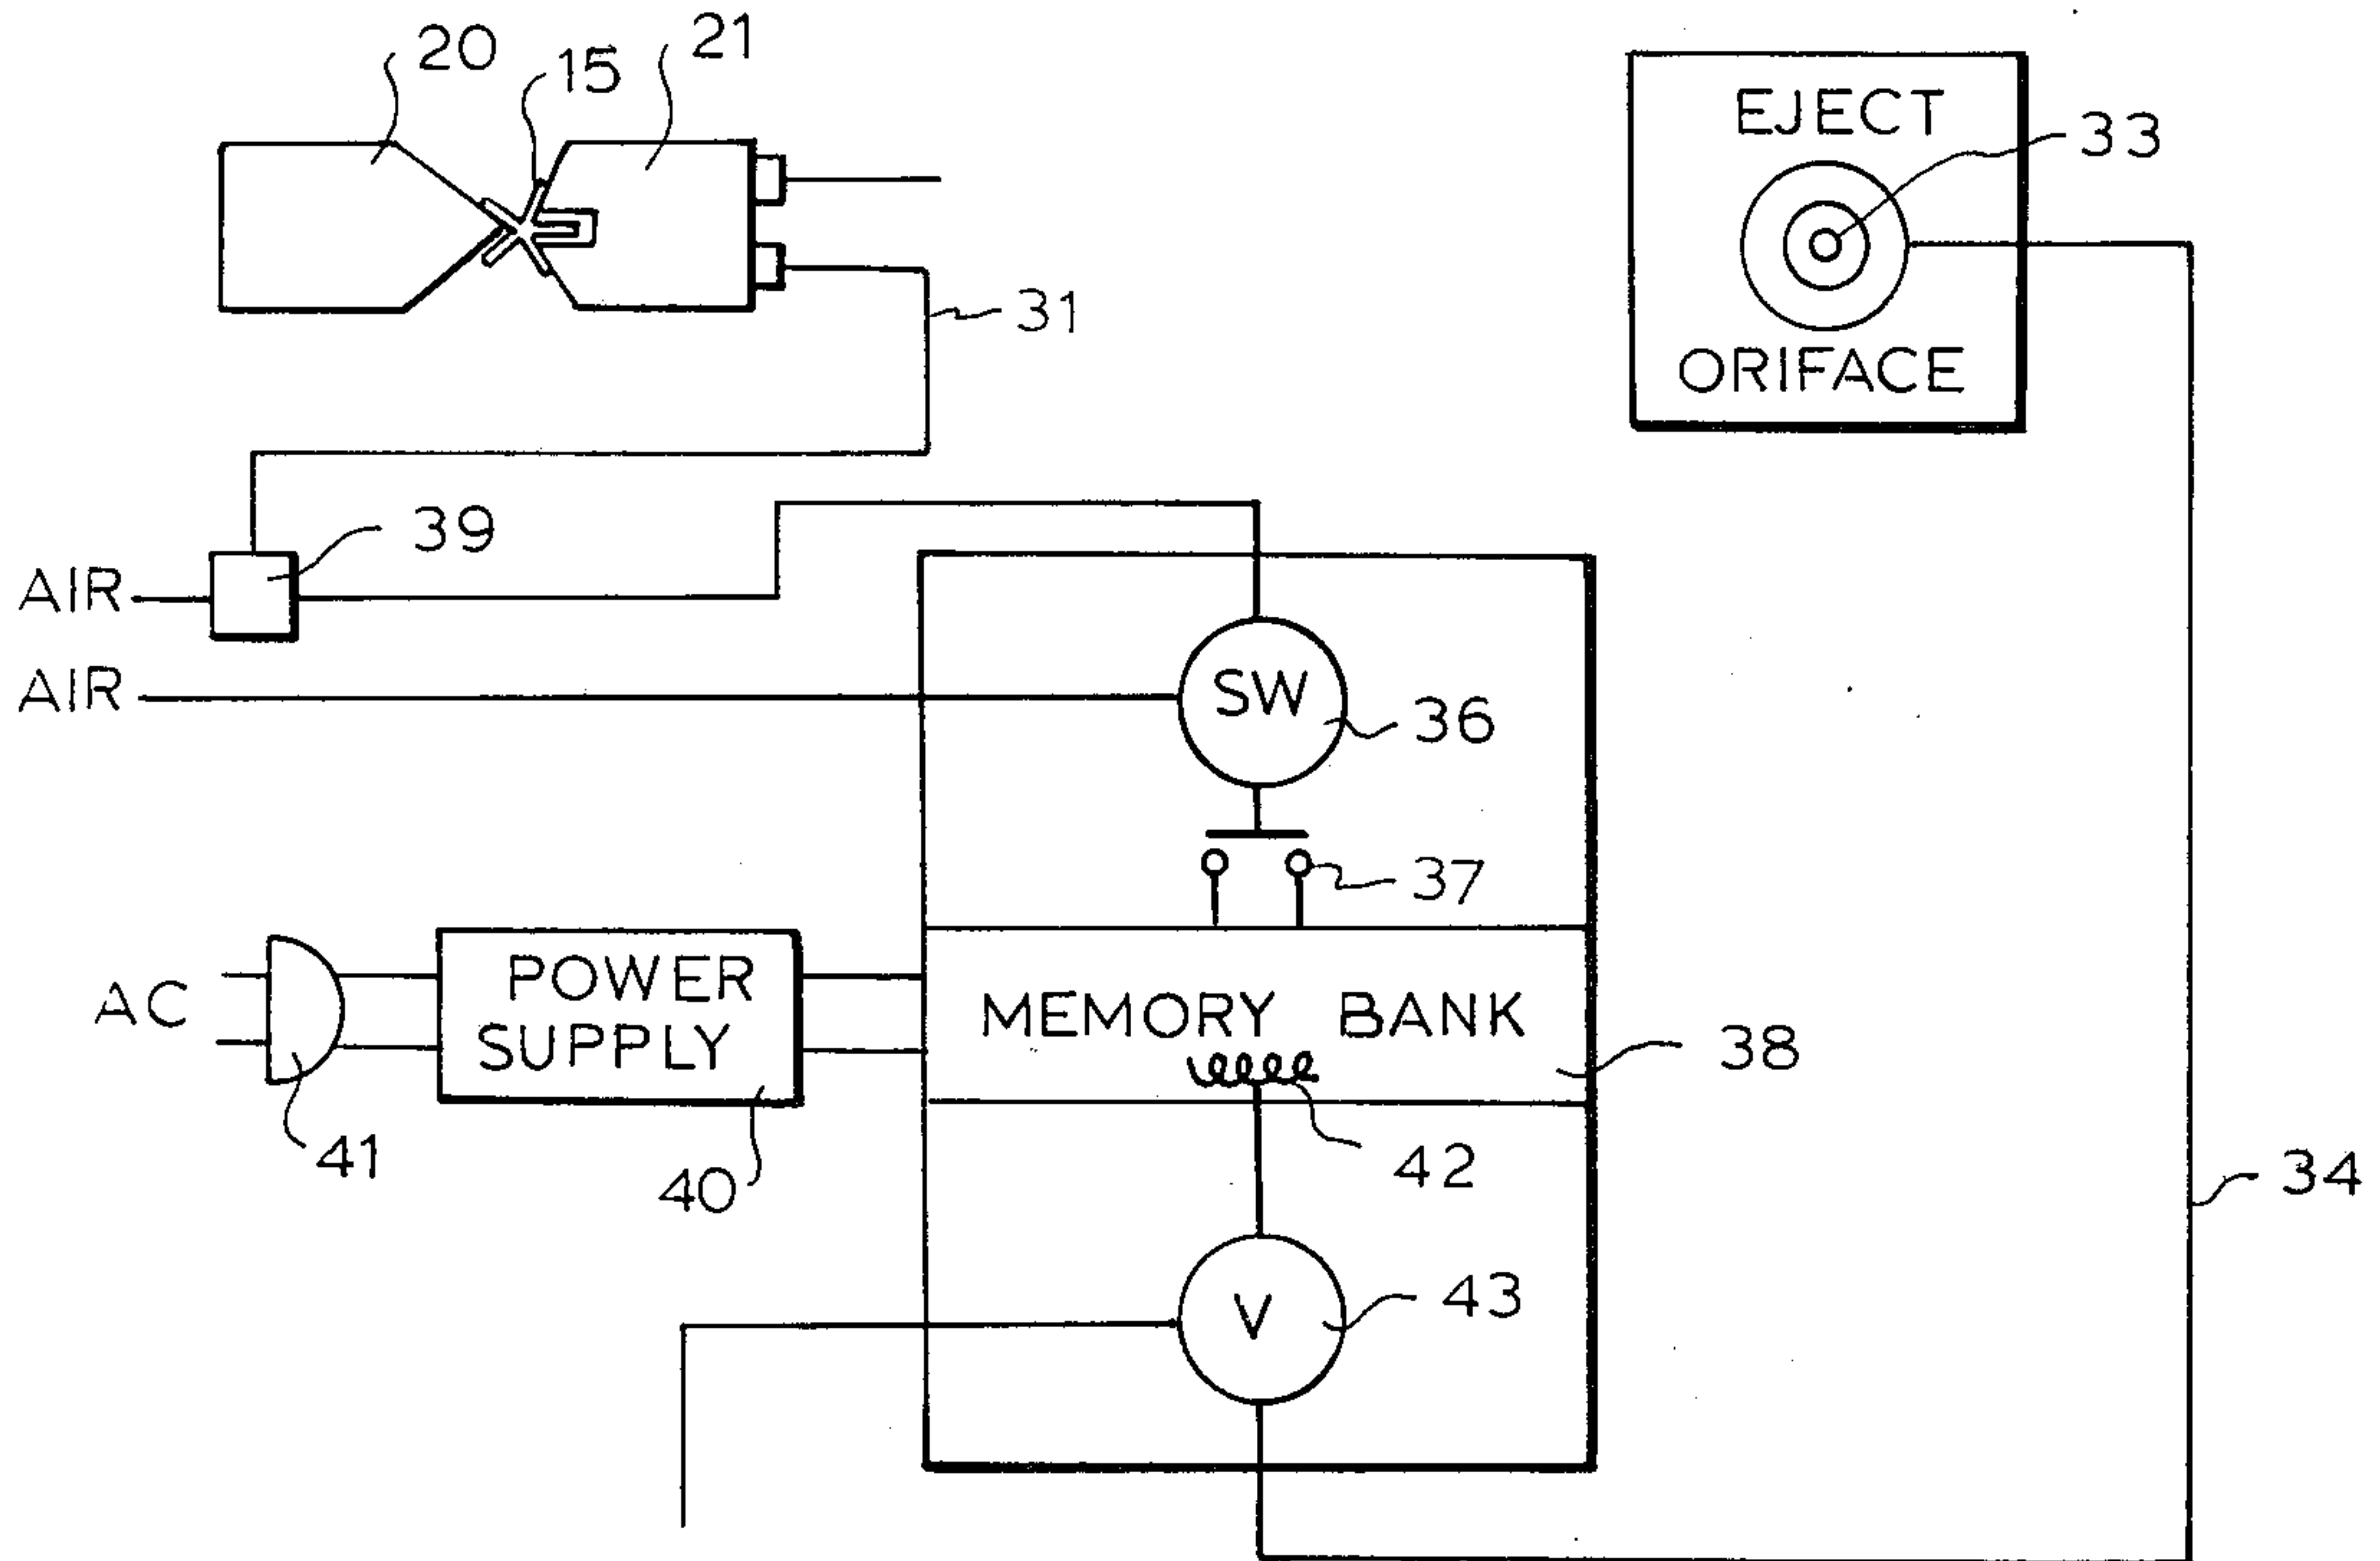 20
15
21
EJECT
33
ORIFACE
31
39
AIR
AIR
SW
36
37
AC
POWER
SUPPLY
MEMORY BANK
38
41
40
42
34
43
V